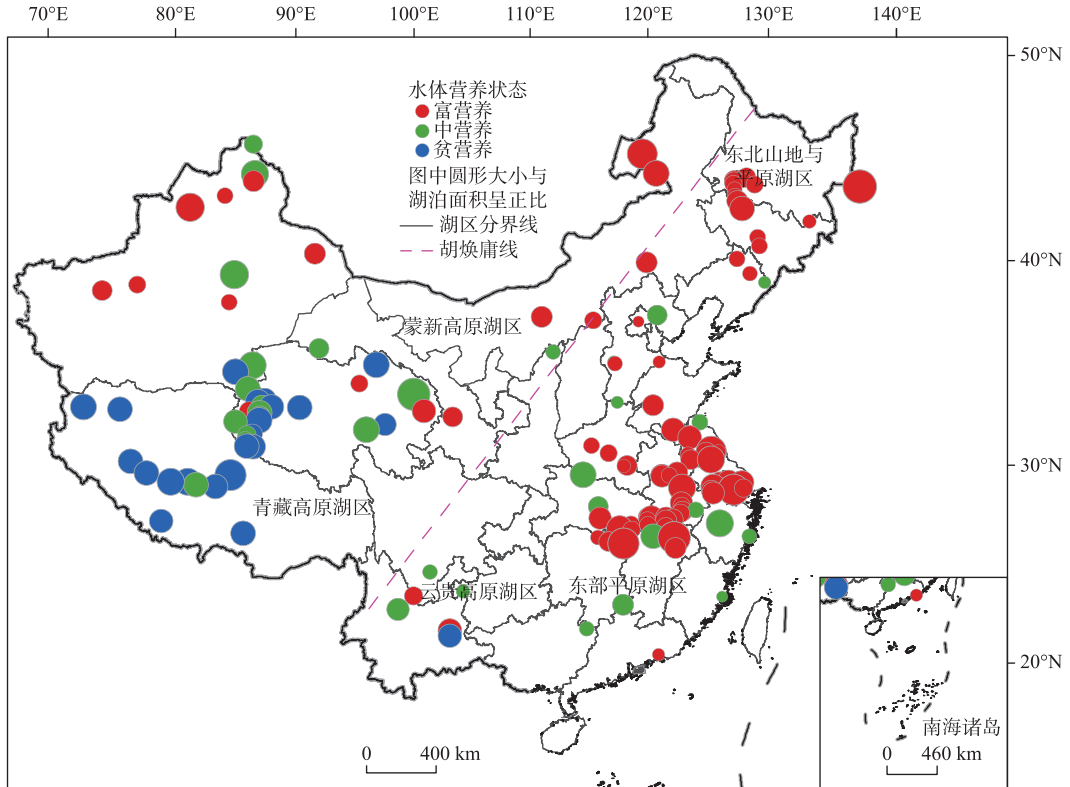 70°E 80°E 90°E 100°E 110°E 120°E 130°E 140°E
50°N
水体营养状态
富营养
中营养
贫营养
图中圆形大小与
湖泊面积呈正比
湖区分界线
胡焕庸线
东北山地与
平原湖区
40°N
蒙新高原湖区
30°N
青藏高原湖区
云贵高原湖区
东部平原湖区
20°N
南海诸岛
0 400 km
0 460 km